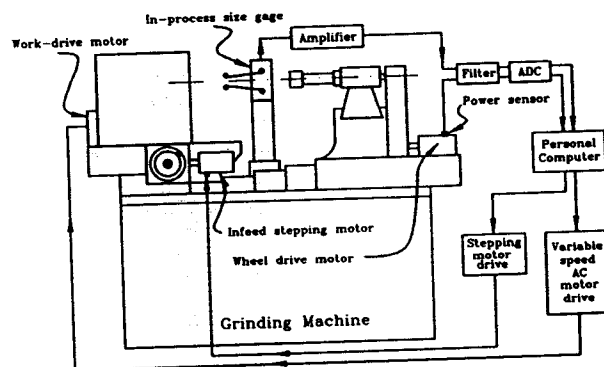 In-process size gage
Work-drive motor
Amplifier
Filter
ADC
Power sensor
Personal
Computer
Infeed stepping motor
Wheel drive motor
Stepping
motor
drive
Variable
speed
AC
motor
drive
Grinding Machine